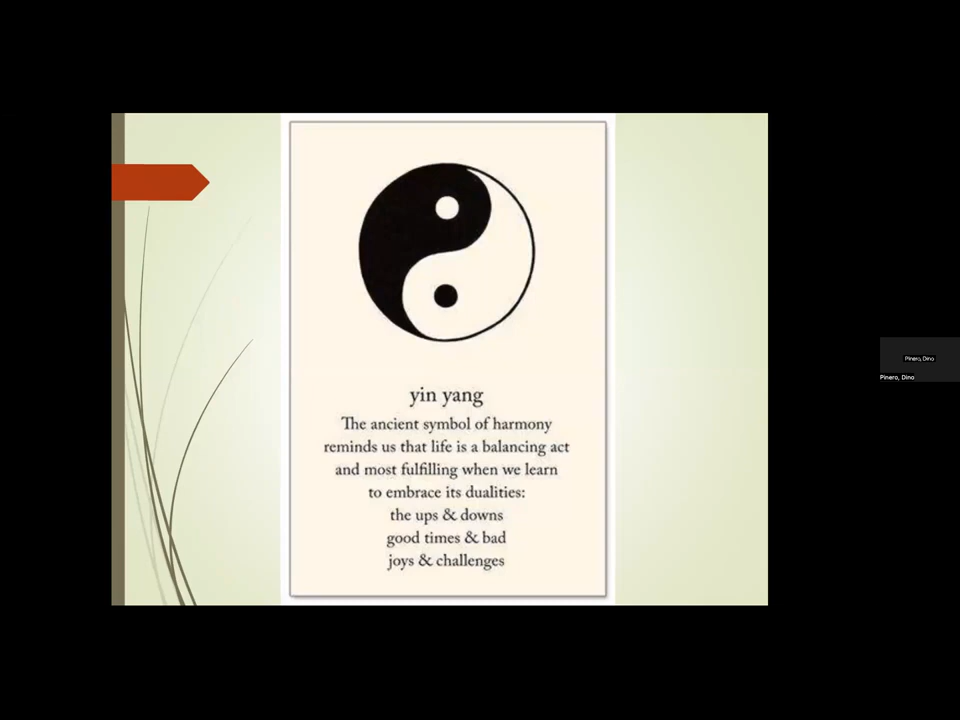 yin yang
The ancient symbol of harmony
reminds us that life is a balancing act
and most fulfilling when we learn
to embrace its dualities:
the ups & downs
good times & bad
joys & challenges
Pinero, Dino
Pinero, Dino